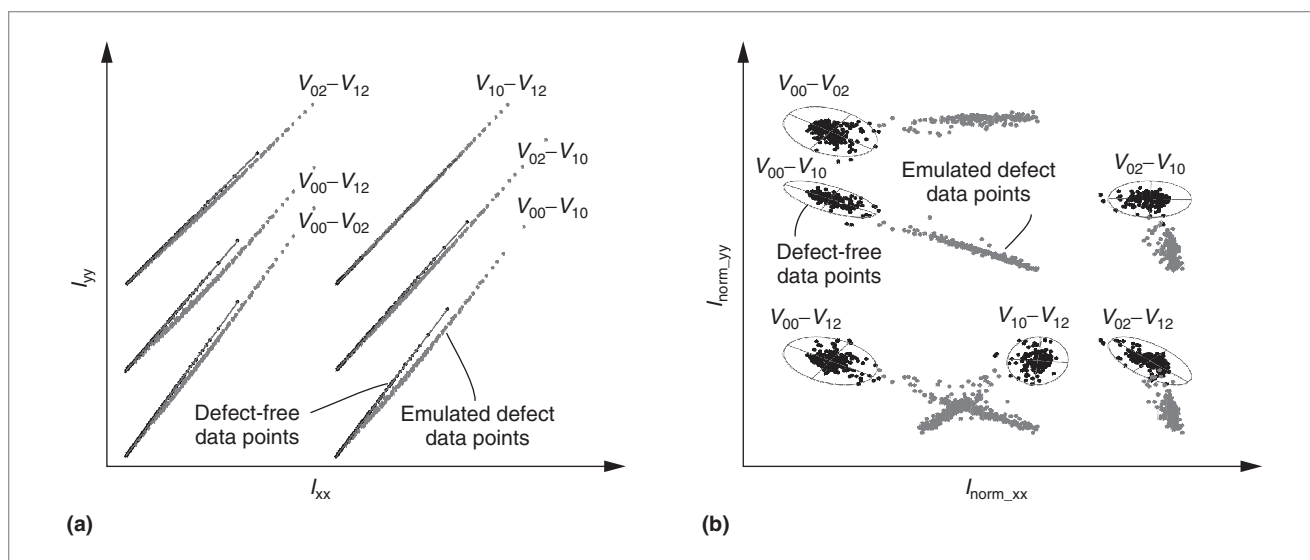 V02–V12
V10–V12
V00–V12
V02–V10
V00–V02
V00–V10
Iyy
Defect-free
data points
Emulated defect
data points
Ixx
(a)
V00–V02
V00–V10
Emulated defect
data points
V02–V10
Defect-free
data points
Inorm_yy
V00–V12
V10–V12
V02–V12
Inorm_xx
(b)